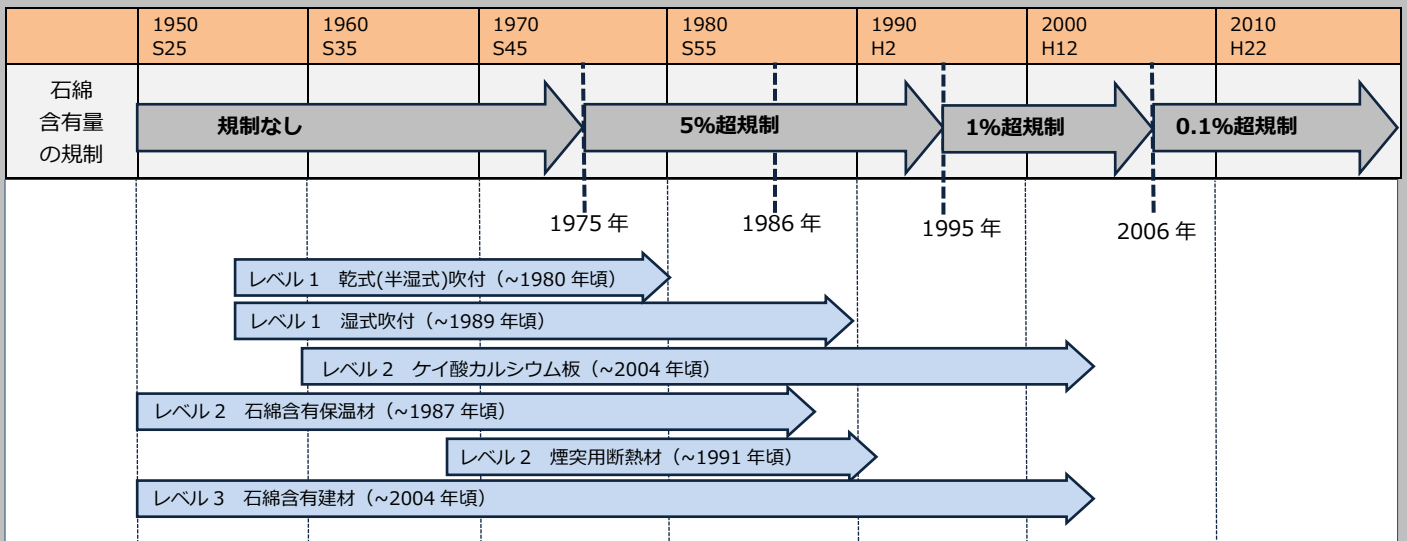 1950
S25
1960
S35
1970
S45
1980
S55
1990
H2
2000
H12
2010
H22
石綿
含有量
の規制
規制なし
5%超規制
1%超規制
0.1%超規制
1975 年
1986 年
1995 年
2006 年
レベル 1　乾式(半湿式)吹付（~1980 年頃）
レベル 1　湿式吹付（~1989 年頃）
レベル 2　ケイ酸カルシウム板（~2004 年頃）
レベル 2　石綿含有保温材（~1987 年頃）
レベル 2　煙突用断熱材（~1991 年頃）
レベル 3　石綿含有建材（~2004 年頃）